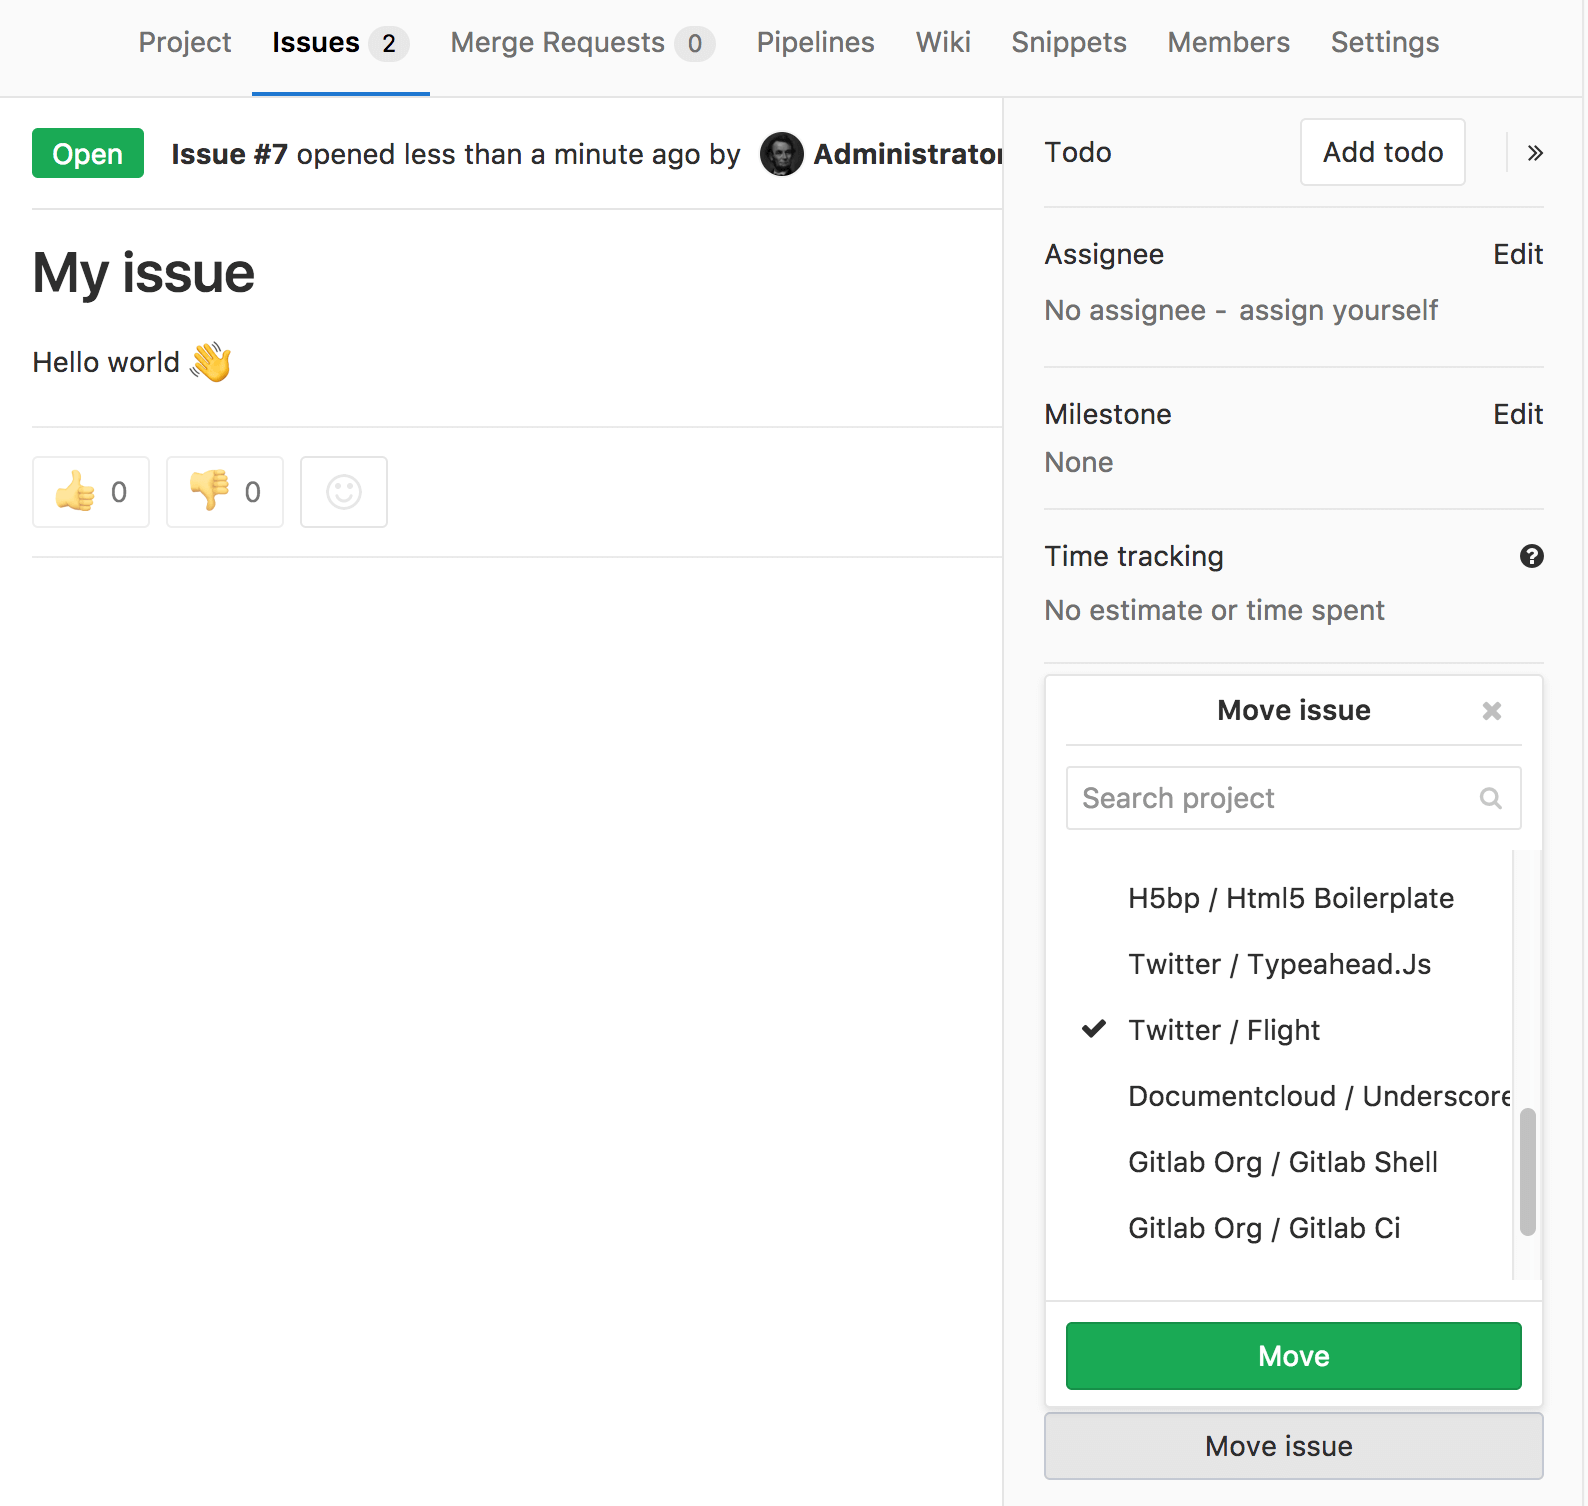 Project Issues 2 Merge Requests 0 Pipelines Wiki Snippets Members Settings
Open Issue #7 opened less than a minute ago by Administrator
My issue
Hello world 👋
👍 0 👎 0
Todo Add todo »
Assignee Edit
No assignee - assign yourself
Milestone Edit
None
Time tracking ?
No estimate or time spent
Move issue
Search project
H5bp / Html5 Boilerplate
Twitter / Typeahead.Js
Twitter / Flight
Documentcloud / Underscore
Gitlab Org / Gitlab Shell
Gitlab Org / Gitlab Ci
Move
Move issue